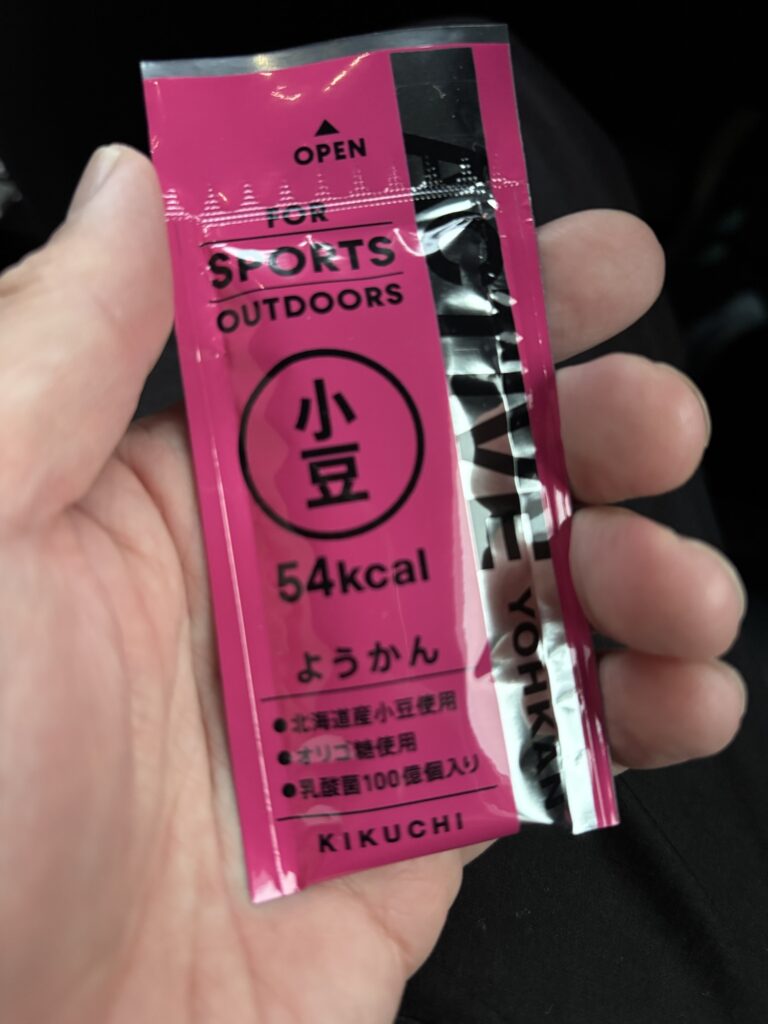 ▲
OPEN
FOR
SPORTS
OUTDOORS
小
豆
54kcal
ようかん
●北海道産小豆使用
●オリゴ糖使用
●乳酸菌100億個入り
KIKUCHI
ACTIVE YOHKAN